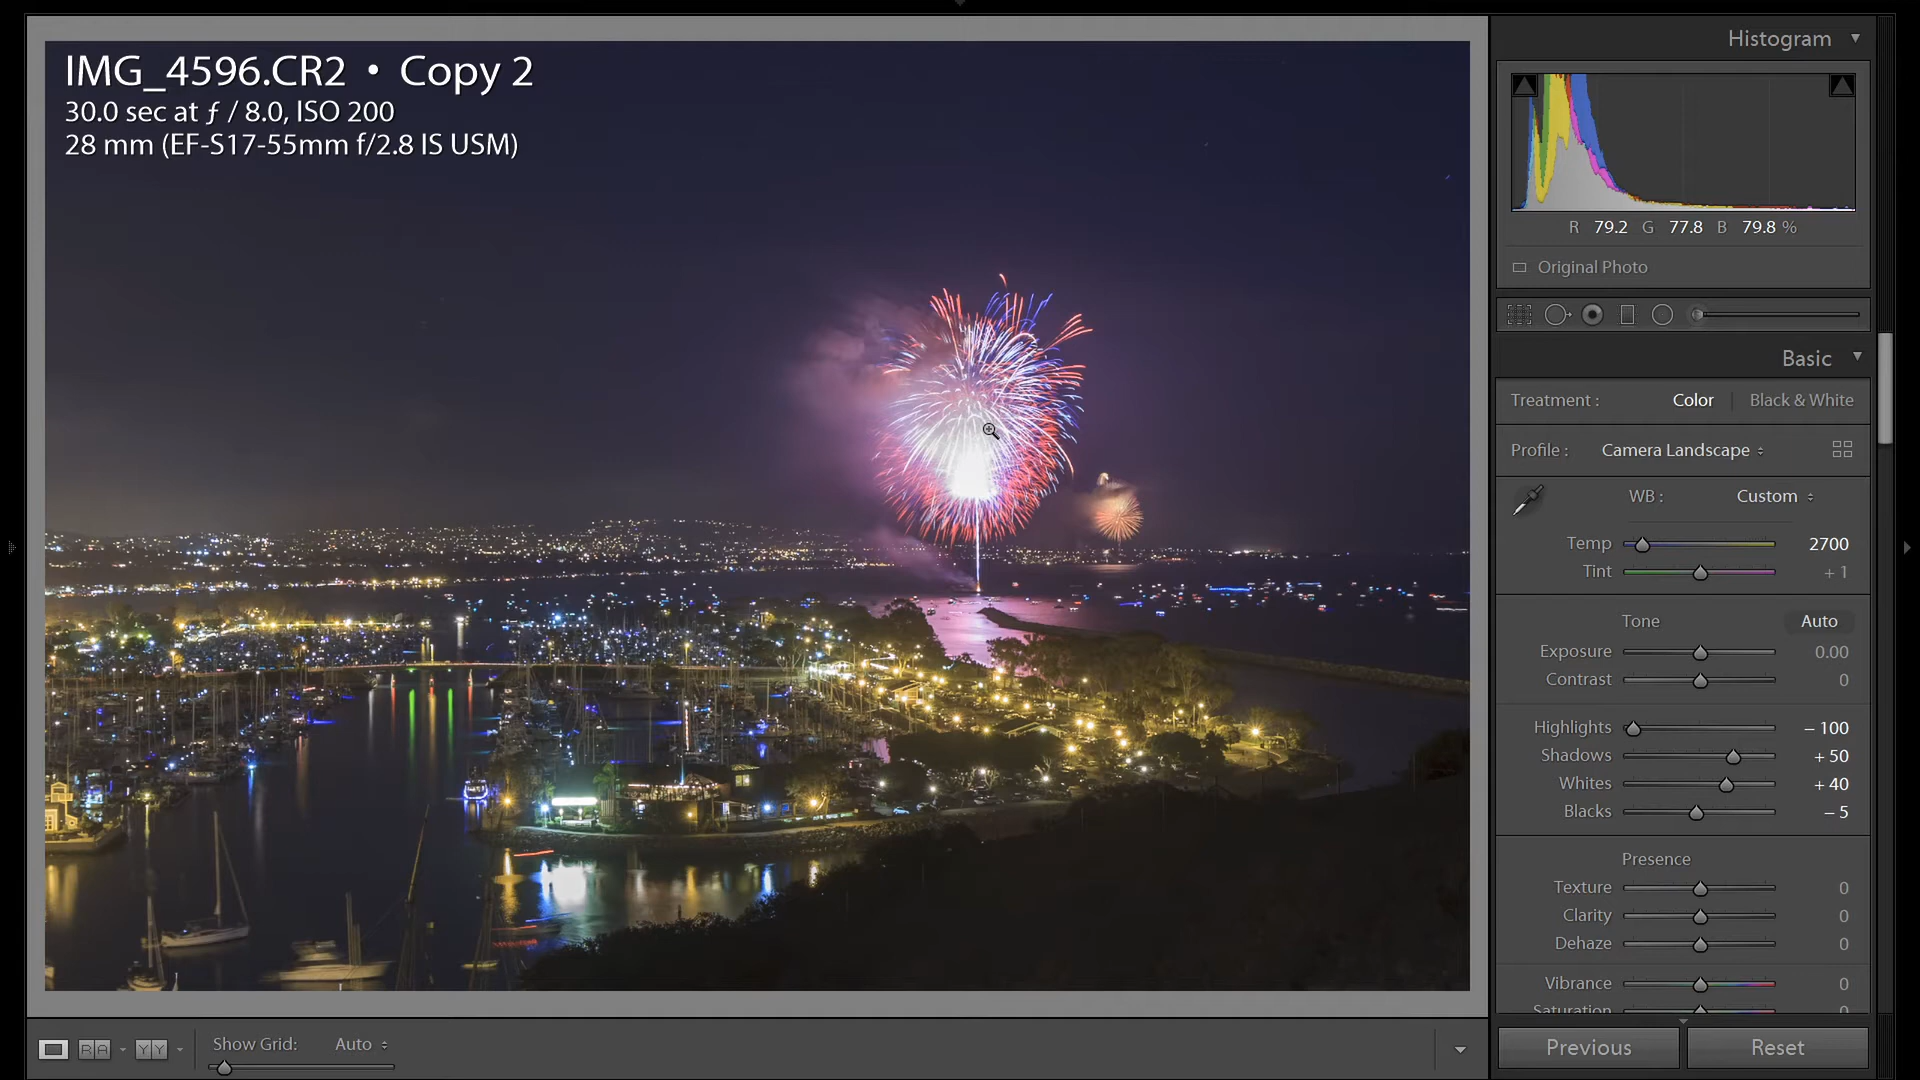 IMG_4596.CR2 • Copy 2
30.0 sec at ƒ / 8.0, ISO 200
28 mm (EF-S17-55mm f/2.8 IS USM)
Histogram
R 79.2 G 77.8 B 79.8 %
Original Photo
Basic
Treatment : Color Black & White
Profile : Camera Landscape
WB : Custom
Temp 2700
Tint + 1
Tone Auto
Exposure 0.00
Contrast 0
Highlights – 100
Shadows + 50
Whites + 40
Blacks – 5
Presence
Texture 0
Clarity 0
Dehaze 0
Vibrance 0
Saturation
Show Grid: Auto
R A Y Y
Previous Reset